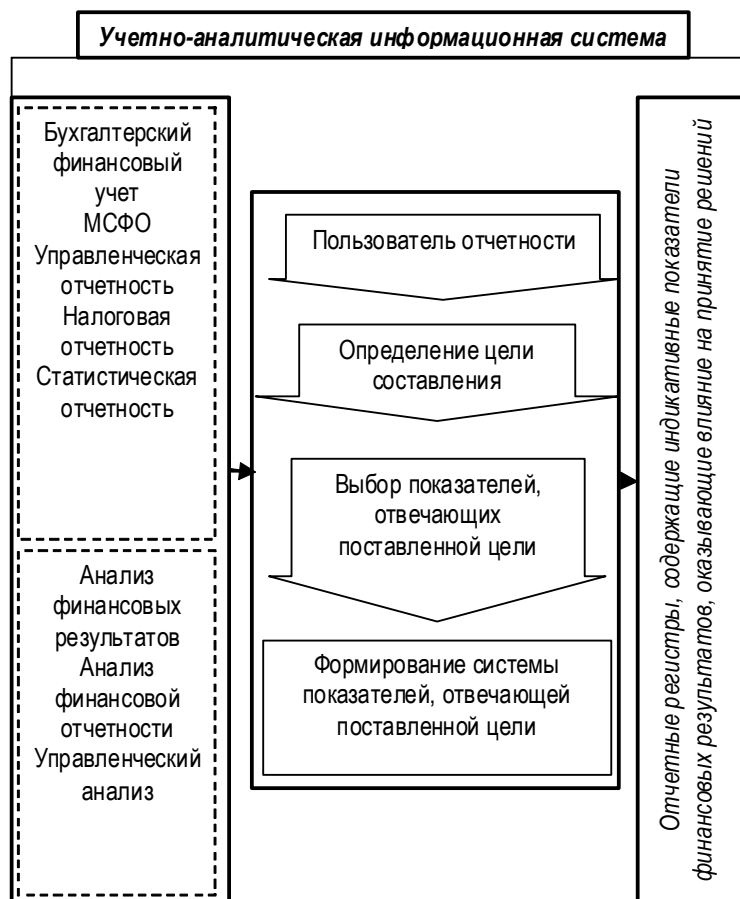 Учетно-аналитическая информационная система
Бухгалтерский
финансовый
учет
МСФО
Управленческая
отчетность
Налоговая
отчетность
Статистическая
отчетность
Анализ
финансовых
результатов
Анализ
финансовой
отчетности
Управленческий
анализ
Пользователь отчетности
Определение цели
составления
Выбор показателей,
отвечающих
поставленной цели
Формирование системы
показателей, отвечающей
поставленной цели
Отчетные регистры, содержащие индикативные показатели
финансовых результатов, оказывающие влияние на принятие решений